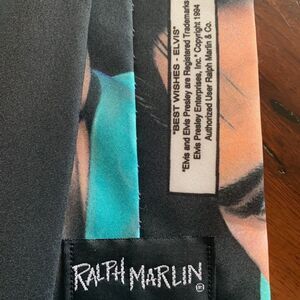 "BEST WISHES - ELVIS"
"Elvis and Elvis Presley are Registered Trademarks
Elvis Presley Enterprises, Inc." Copyright 1994
Authorized User Ralph Marlin & Co.
RALPH MARLIN ®